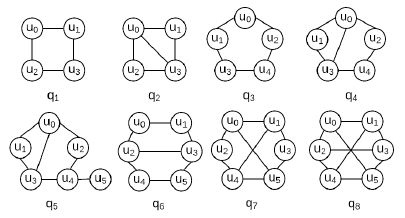 u0 u1 u0 u1 u0 u0
u1 u2 u1 u2
u2 u3 u2 u3 u3 u4 u3 u4
q1 q2 q3 q4
u0 u0 u1 u0 u1 u0 u1
u1 u2 u2 u3 u2 u3 u2 u3
u3 u4 u5 u4 u5 u4 u5 u4 u5
q5 q6 q7 q8